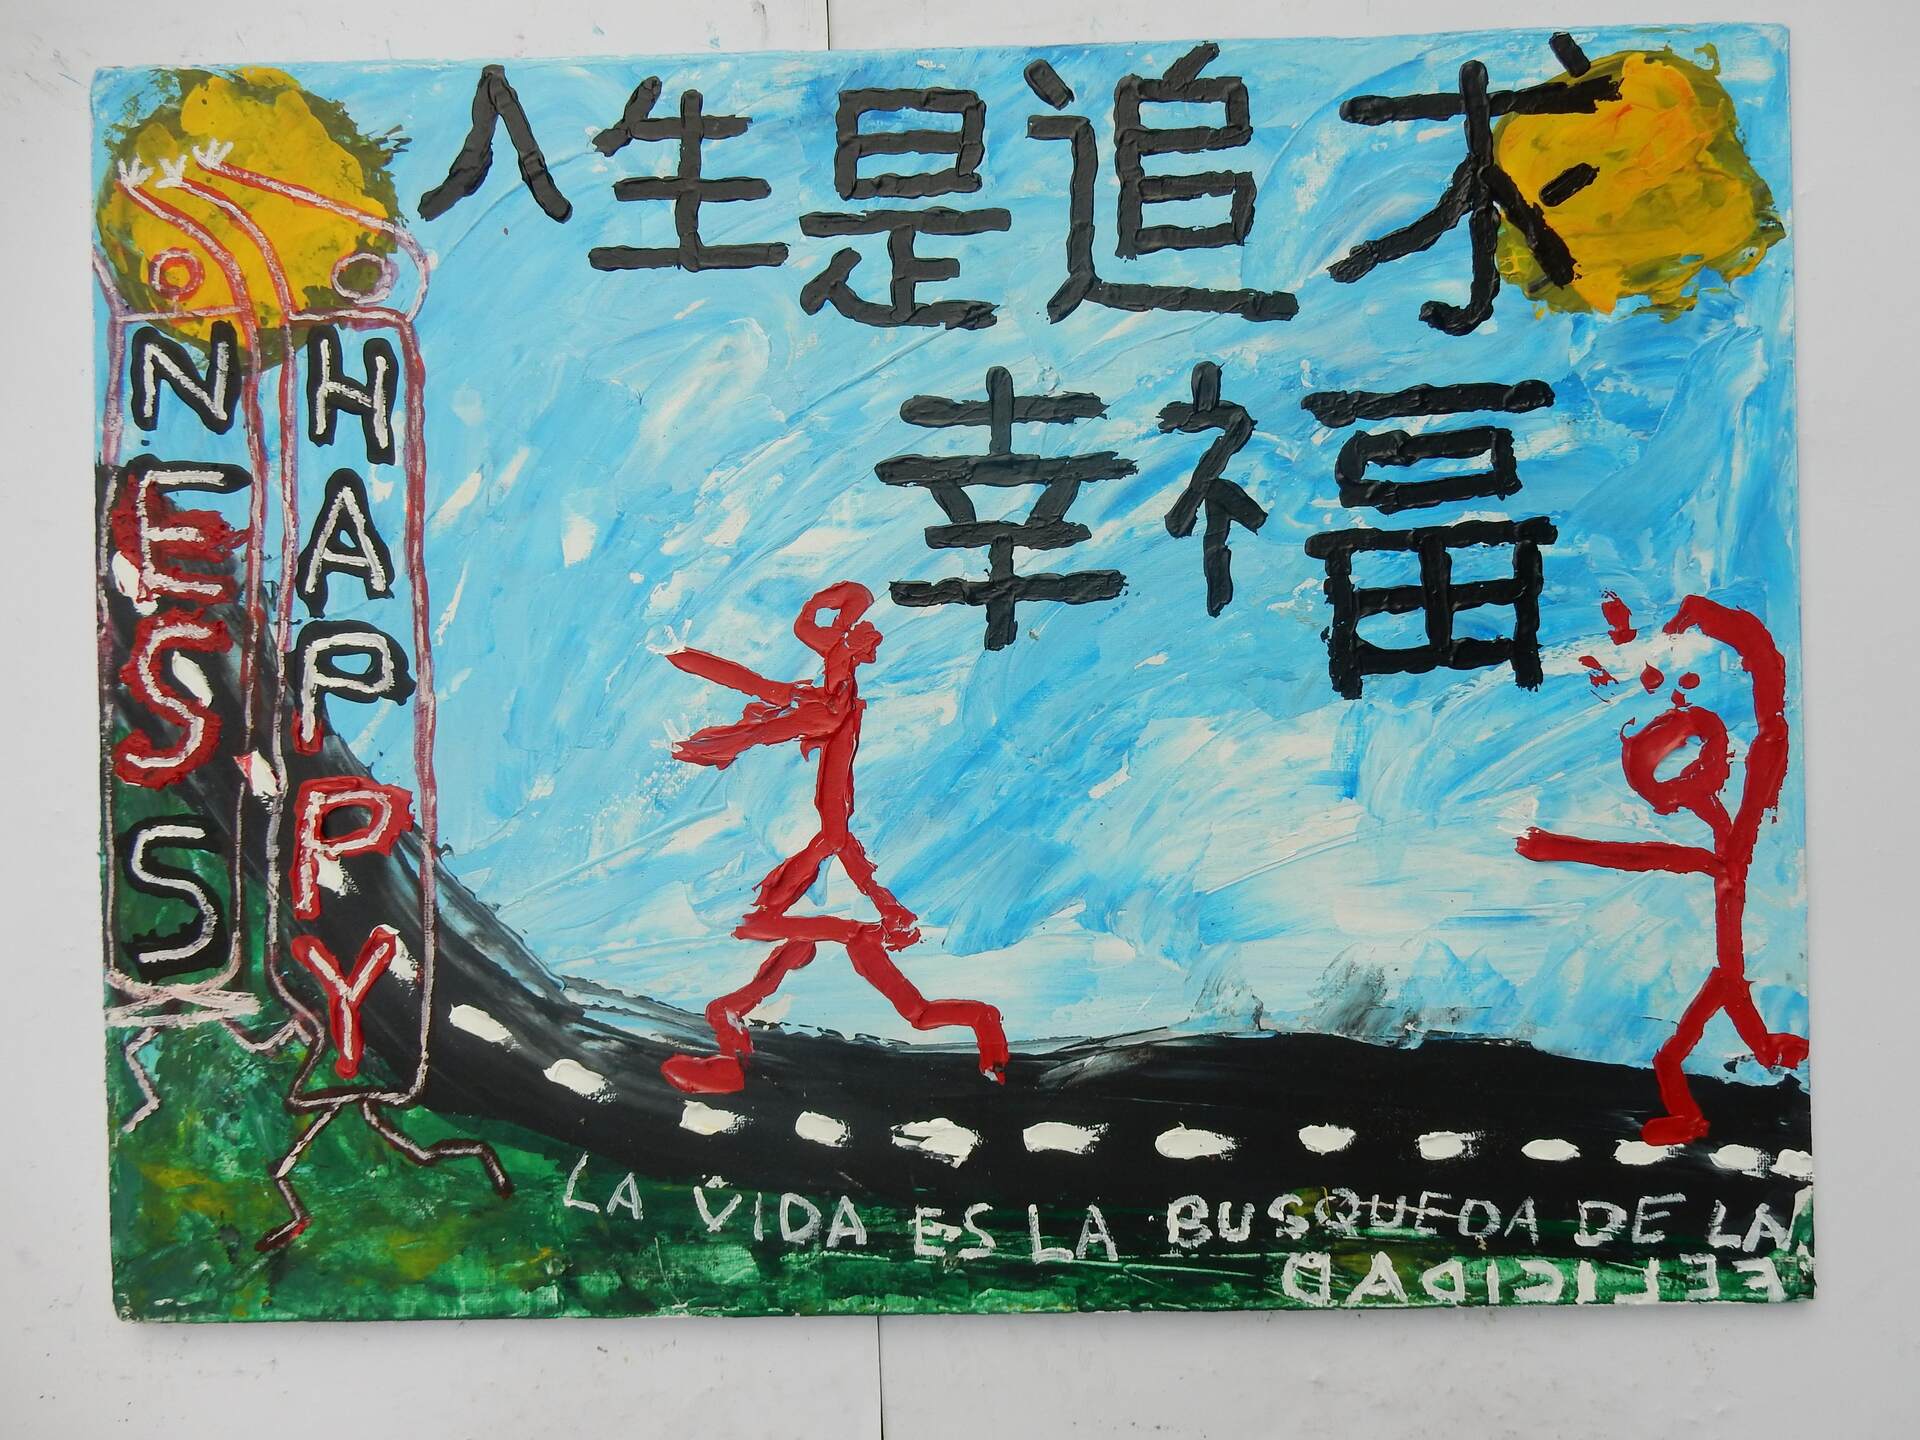 人生是追求
幸福
HAPPY
NESS
LA VIDA ES LA BUSQUEDA DE LA
FELICIDAD